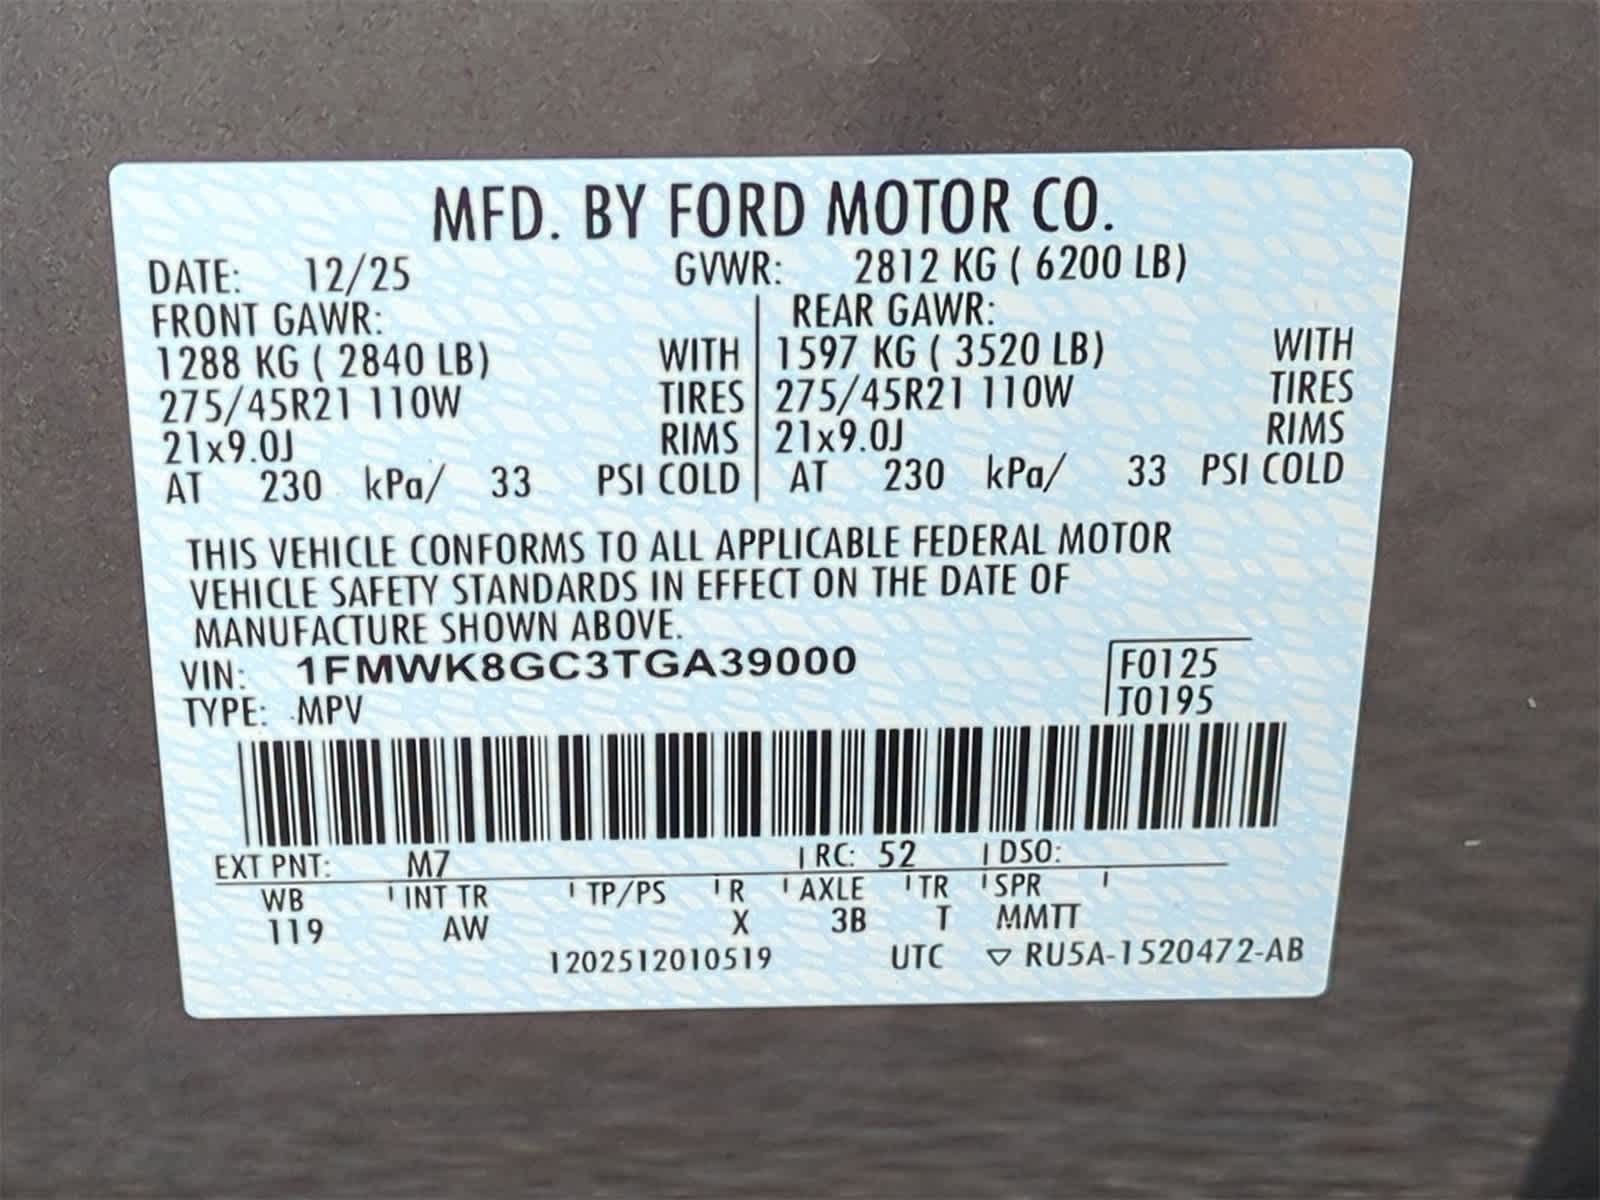 MFD. BY FORD MOTOR CO.
DATE: 12/25 GVWR: 2812 KG ( 6200 LB)
FRONT GAWR: REAR GAWR:
1288 KG ( 2840 LB) WITH 1597 KG ( 3520 LB) WITH
275/45R21 110W TIRES 275/45R21 110W TIRES
21x9.0J RIMS 21x9.0J RIMS
AT 230 kPa/ 33 PSI COLD AT 230 kPa/ 33 PSI COLD
THIS VEHICLE CONFORMS TO ALL APPLICABLE FEDERAL MOTOR
VEHICLE SAFETY STANDARDS IN EFFECT ON THE DATE OF
MANUFACTURE SHOWN ABOVE.
VIN: 1FMWK8GC3TGA39000 F0125
TYPE: MPV T0195
EXT PNT: M7 RC: 52 DSO:
WB INT TR TP/PS R AXLE TR SPR
119 AW X 3B T MMTT
1202512010519 UTC ▽ RU5A-1520472-AB